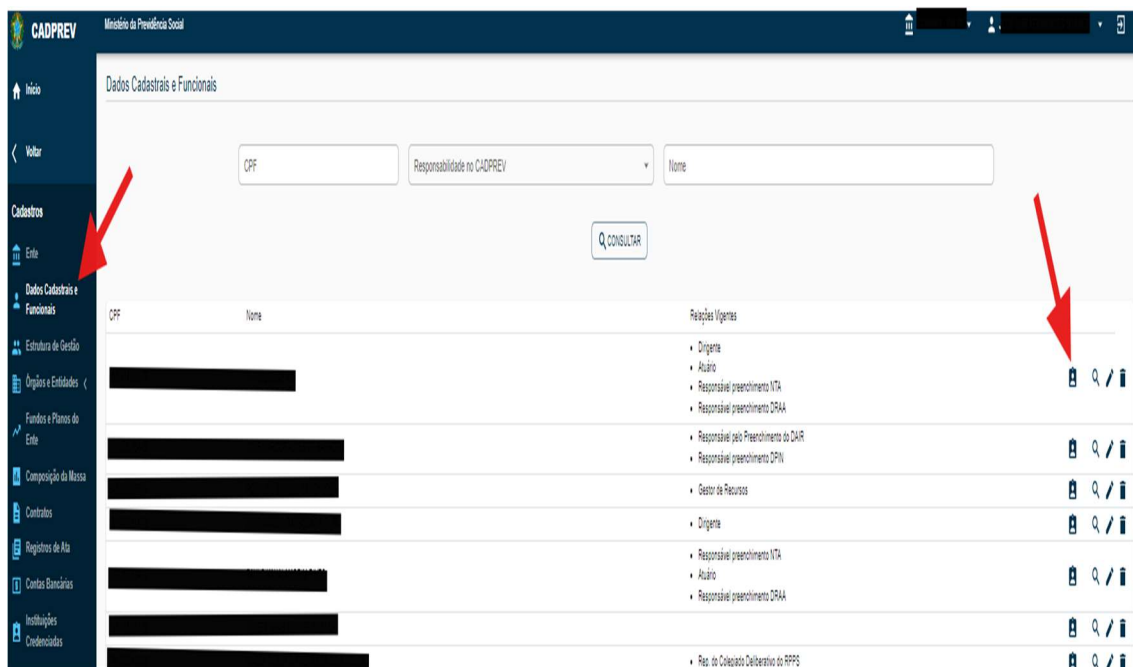 CADPREV
Ministério da Previdência Social
Início
Voltar
Cadastros
Ente
Dados Cadastrais e
Funcionais
Estrutura de Gestão
Órgãos e Entidades
Fundos e Planos do
Ente
Composição da Massa
Contratos
Registros de Ata
Contas Bancárias
Instituições
Credenciadas
Dados Cadastrais e Funcionais
CPF
Responsabilidade no CADPREV
Nome
CONSULTAR
CPF Nome Relações Vigentes
Dirigente
Atuário
Responsável preenchimento NTA
Responsável preenchimento DRAA
Responsável pelo Preenchimento do DAIR
Responsável preenchimento DPIN
Gestor de Recursos
Dirigente
Responsável preenchimento NTA
Atuário
Responsável preenchimento DRAA
Rep. do Colegiado Deliberativo do RPPS